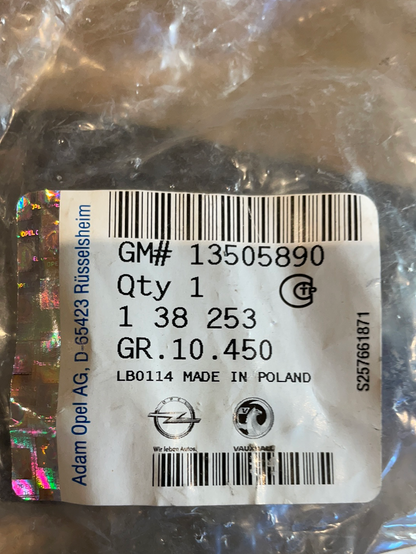 Adam Opel AG, D-65423 Rüsselsheim
GM# 13505890
Qty 1
1 38 253
GR.10.450
LB0114 MADE IN POLAND
S257661871
OPEL
Wir leben Autos.
VAUXHALL